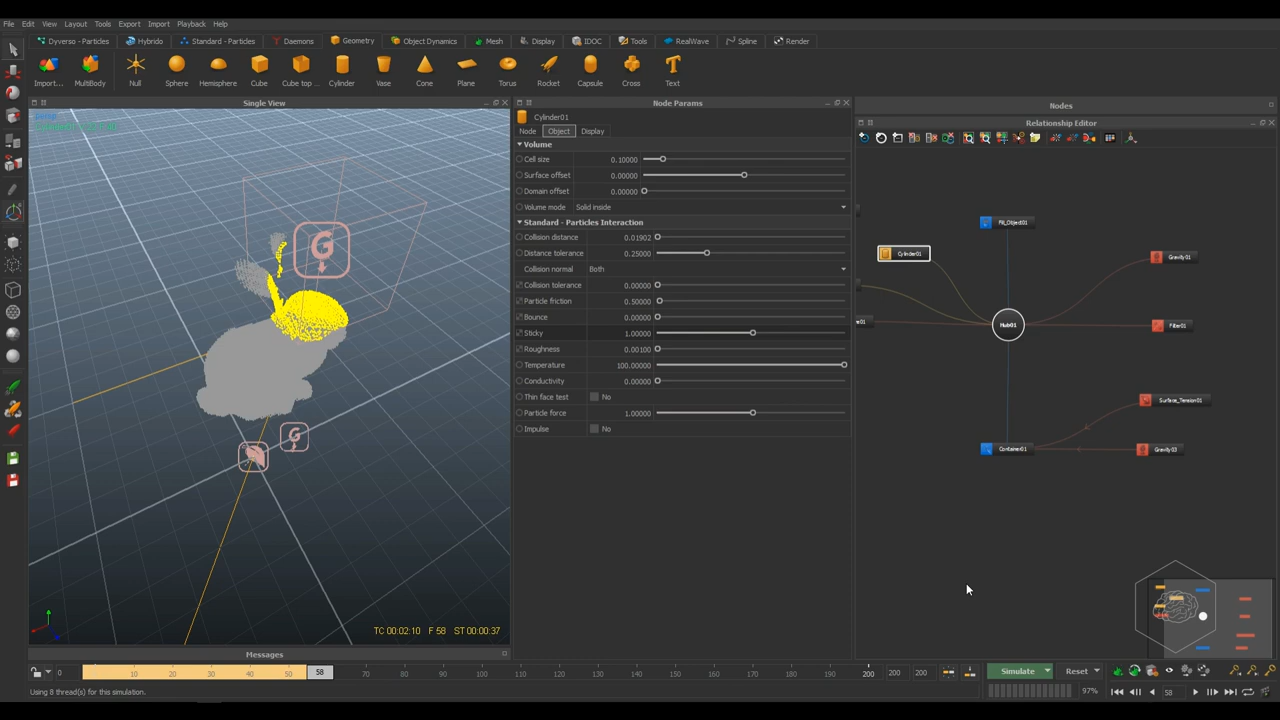 File Edit View Layout Tools Export Import Playback Help
Dyverso - Particles Hybrido Standard - Particles Daemons Geometry Object Dynamics Mesh Display IDOC Tools RealWave Spline Render
Import... MultiBody Null Sphere Hemisphere Cube Cube top ... Cylinder Vase Cone Plane Torus Rocket Capsule Cross Text
Single View
Node Params
Nodes
Relationship Editor
persp
Cylinder01
Node Object Display
Volume
Cell size 0.10000
Surface offset 0.00000
Domain offset 0.00000
Volume mode Solid inside
Standard - Particles Interaction
Collision distance 0.01902
Distance tolerance 0.25000
Collision normal Both
Collision tolerance 0.00000
Particle friction 0.50000
Bounce 0.00000
Sticky 1.00000
Roughness 0.00100
Temperature 100.00000
Conductivity 0.00000
Thin face test No
Particle force 1.00000
Impulse No
G
G
Fill_Object01
Cylinder01
Gravity01
Hub01
Filter01
Surface_Tension01
Container01
Gravity03
TC 00:02:10 F 58 ST 00:00:37
Messages
0 10 20 30 40 50 58 70 80 90 100 110 120 130 140 150 160 170 180 190 200 200 200
Simulate Reset
Using 8 thread(s) for this simulation.
97% 58